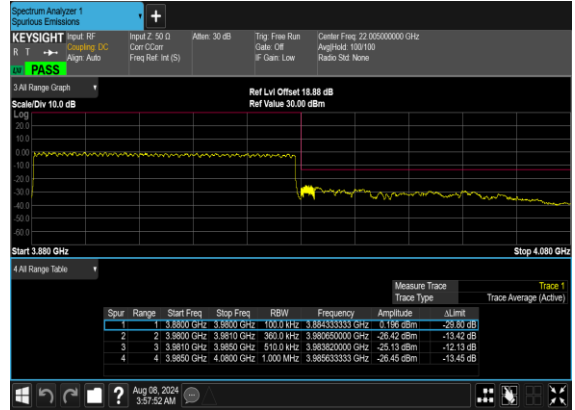 Spectrum Analyzer 1
Spurious Emissions
KEYSIGHT Input: RF Input Z: 50 Ω Atten: 30 dB Trig: Free Run Center Freq: 22.005000000 GHz
R T Coupling: DC Corr CCorr Gate: Off Avg|Hold: 100/100
Align: Auto Freq Ref: Int (S) IF Gain: Low Radio Std: None
PASS
3 All Range Graph
Ref Lvl Offset 18.88 dB
Scale/Div 10.0 dB Ref Value 30.00 dBm
Log
20.0
10.0
0.00
-10.0
-20.0
-30.0
-40.0
-50.0
-60.0
Start 3.880 GHz Stop 4.080 GHz
4 All Range Table
Measure Trace Trace 1
Trace Type Trace Average (Active)
Spur Range Start Freq Stop Freq RBW Frequency Amplitude ΔLimit
1 1 3.8800 GHz 3.9800 GHz 100.0 kHz 3.884333333 GHz 0.196 dBm -29.80 dB
2 2 3.9800 GHz 3.9810 GHz 360.0 kHz 3.980650000 GHz -26.42 dBm -13.42 dB
3 3 3.9810 GHz 3.9850 GHz 510.0 kHz 3.983820000 GHz -25.13 dBm -12.13 dB
4 4 3.9850 GHz 4.0800 GHz 1.000 MHz 3.985633333 GHz -26.45 dBm -13.45 dB
? Aug 08, 2024
3:57:52 AM